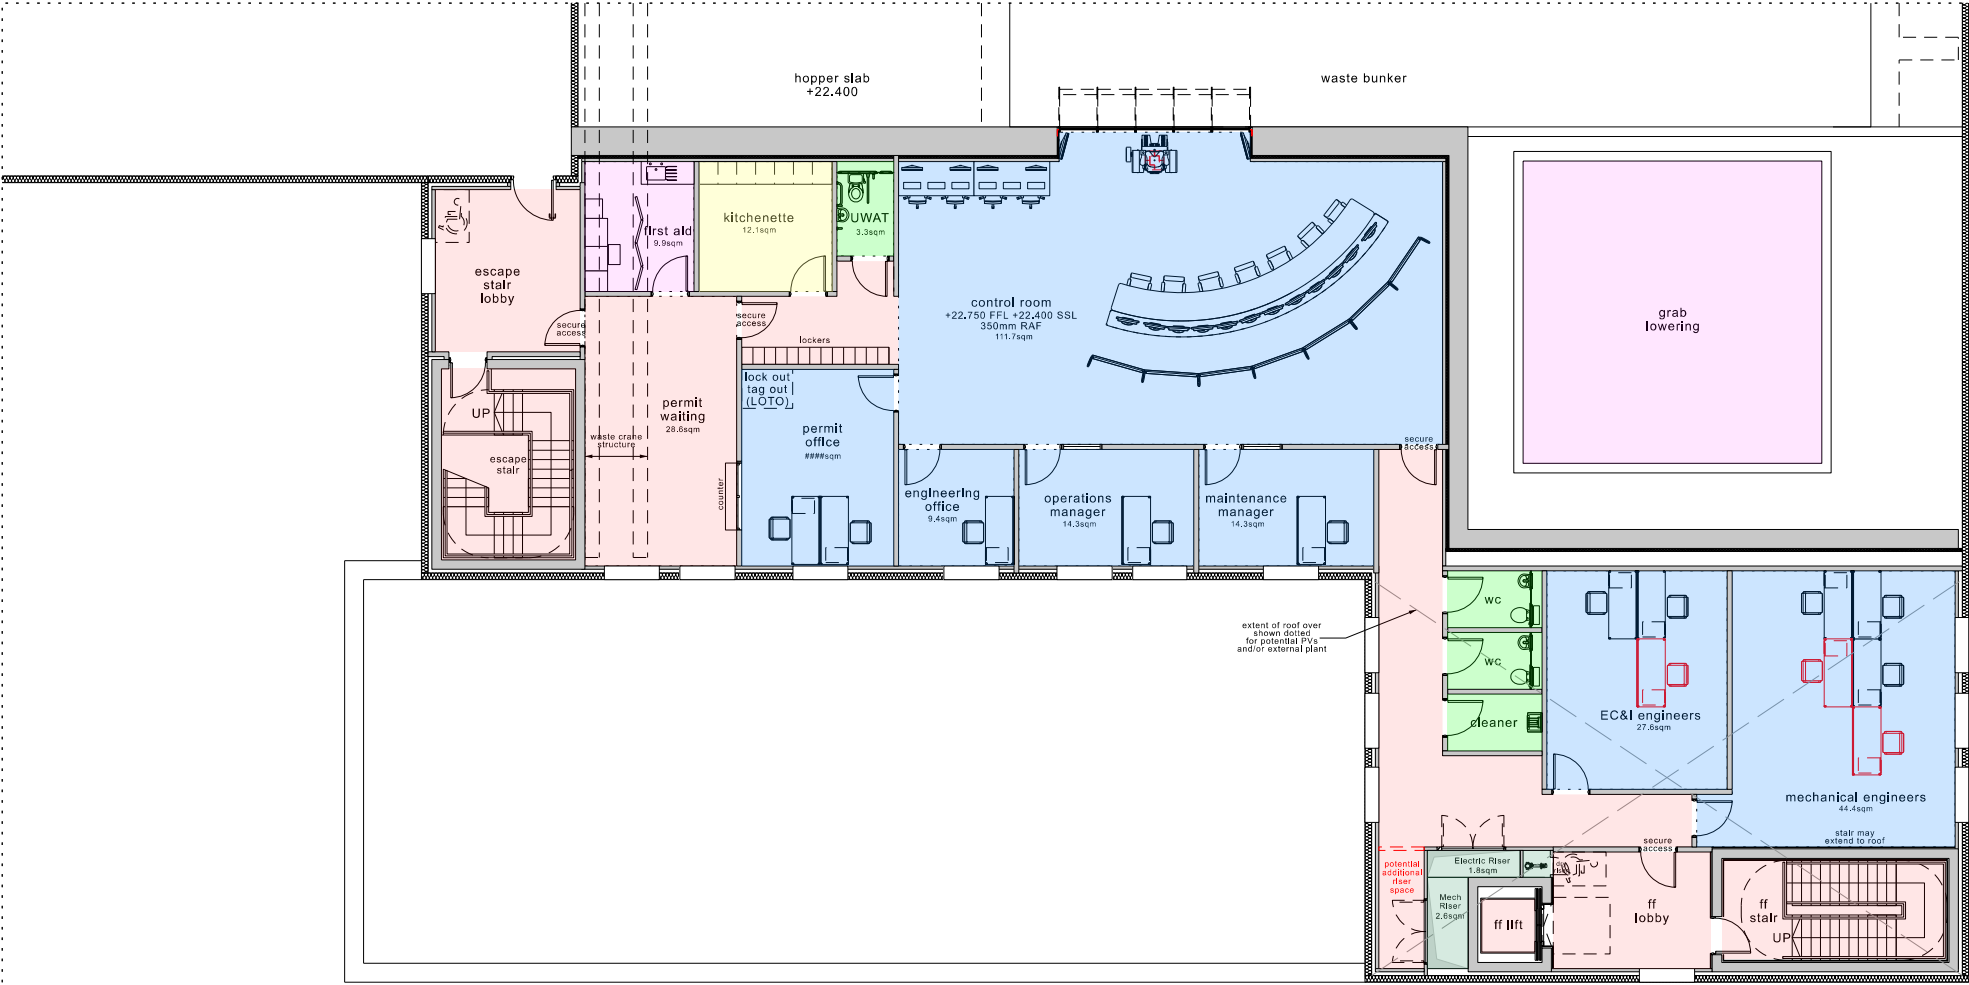 hopper slab
+22.400
waste bunker
first aid
9.9sqm
kitchenette
12.1sqm
UWAT
3.3sqm
escape
stair
lobby
secure
access
secure
access
lockers
control room
+22.750 FFL +22.400 SSL
350mm RAF
111.7sqm
grab
lowering
lock out
tag out
(LOTO)
UP
permit
waiting
28.6sqm
waste crane
structure
permit
office
####sqm
escape
stair
counter
engineering
office
9.4sqm
operations
manager
14.3sqm
maintenance
manager
14.3sqm
secure
access
extent of roof over
shown dotted
for potential PVs
and/or external plant
wc
wc
cleaner
EC&I engineers
27.6sqm
mechanical engineers
44.4sqm
stair may
extend to roof
secure
access
potential
additional
riser
space
Electric Riser
1.8sqm
Mech
Riser
2.6sqm
ff lift
ff
lobby
ff
stair
UP